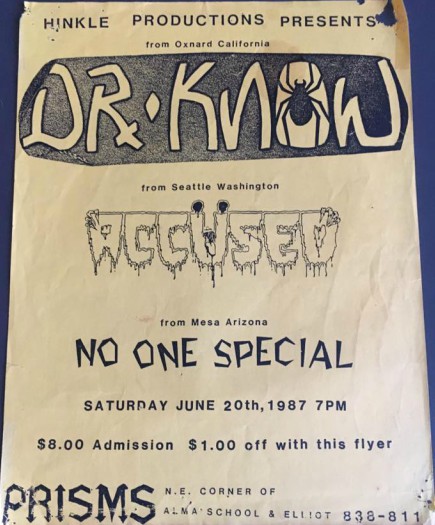 HINKLE PRODUCTIONS PRESENTS
from Oxnard California
DR. KNOW
from Seattle Washington
ACCÜSED
from Mesa Arizona
NO ONE SPECIAL
SATURDAY JUNE 20th, 1987 7PM
$8.00 Admission $1.00 off with this flyer
PRISMS N.E. CORNER OF
ALMA SCHOOL & ELLIOT 838-811